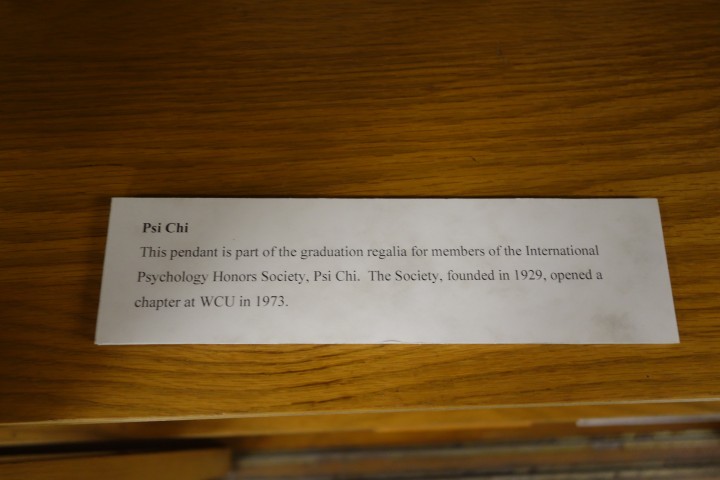 Psi Chi
This pendant is part of the graduation regalia for members of the International
Psychology Honors Society, Psi Chi. The Society, founded in 1929, opened a
chapter at WCU in 1973.